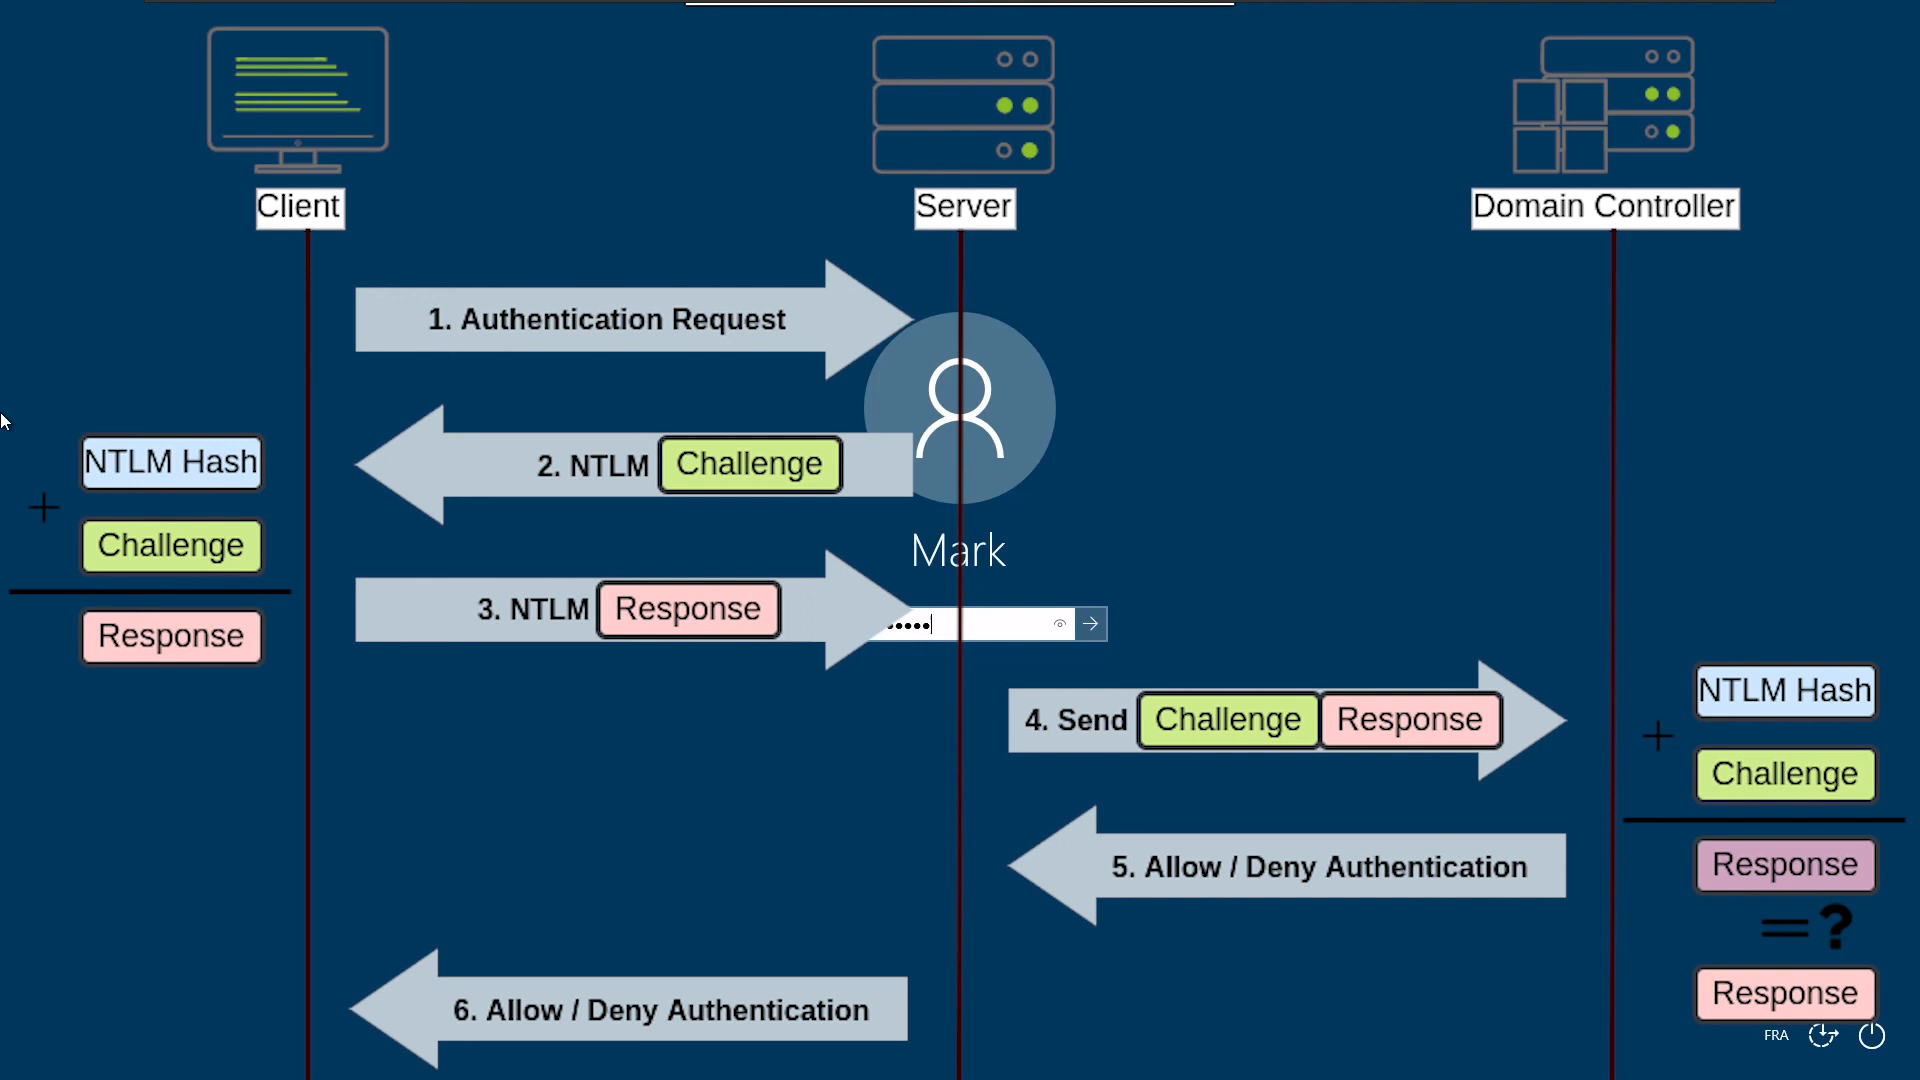 Client
Server
Domain Controller
1. Authentication Request
NTLM Hash
2. NTLM Challenge
+
Challenge
Mark
3. NTLM Response
Response
4. Send Challenge Response
NTLM Hash
+
Challenge
5. Allow / Deny Authentication
Response
= ?
Response
6. Allow / Deny Authentication
FRA